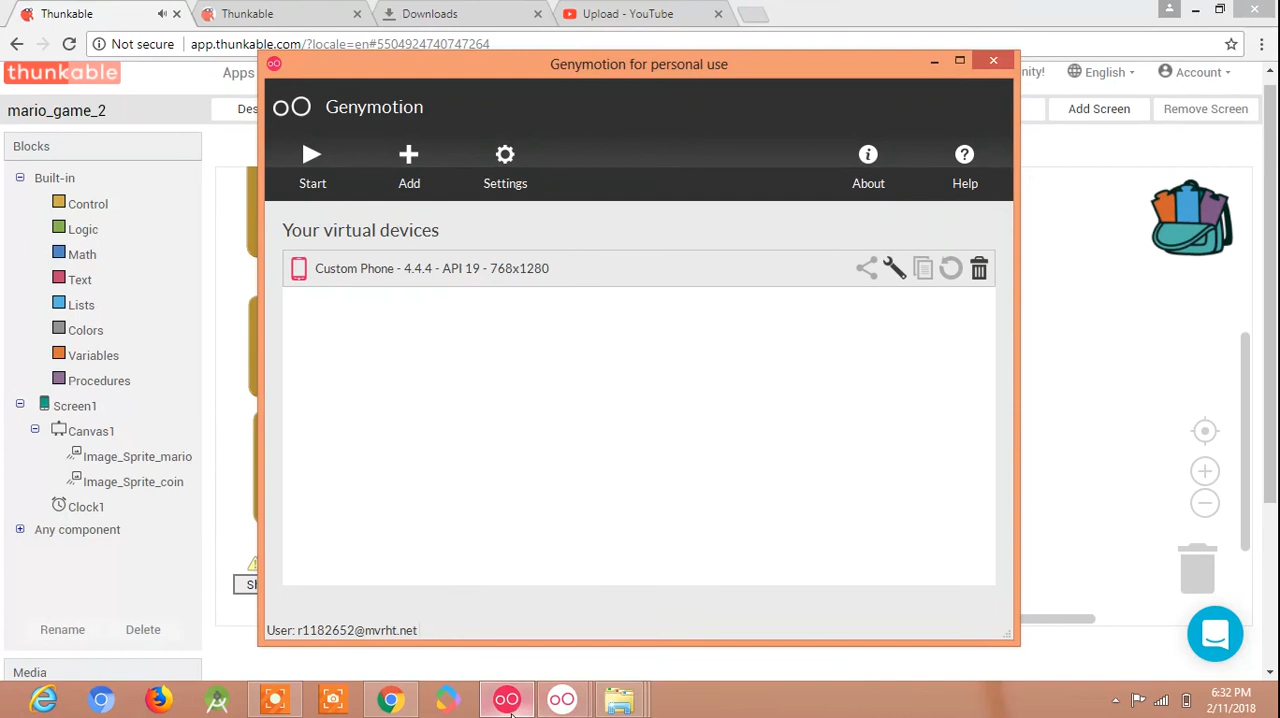 Thunkable
Thunkable
Downloads
Upload - YouTube
Not secure
app.thunkable.com/?locale=en#5504924740747264
thunkable
Apps
Genymotion for personal use
nity!
English
Account
mario_game_2
Des
Genymotion
Add Screen
Remove Screen
Blocks
Built-in
Control
Logic
Math
Text
Lists
Colors
Variables
Procedures
Screen1
Canvas1
Image_Sprite_mario
Image_Sprite_coin
Clock1
Any component
Rename
Delete
Media
Start
Add
Settings
About
Help
Your virtual devices
Custom Phone - 4.4.4 - API 19 - 768x1280
User: r1182652@mvrht.net
6:32 PM
2/11/2018